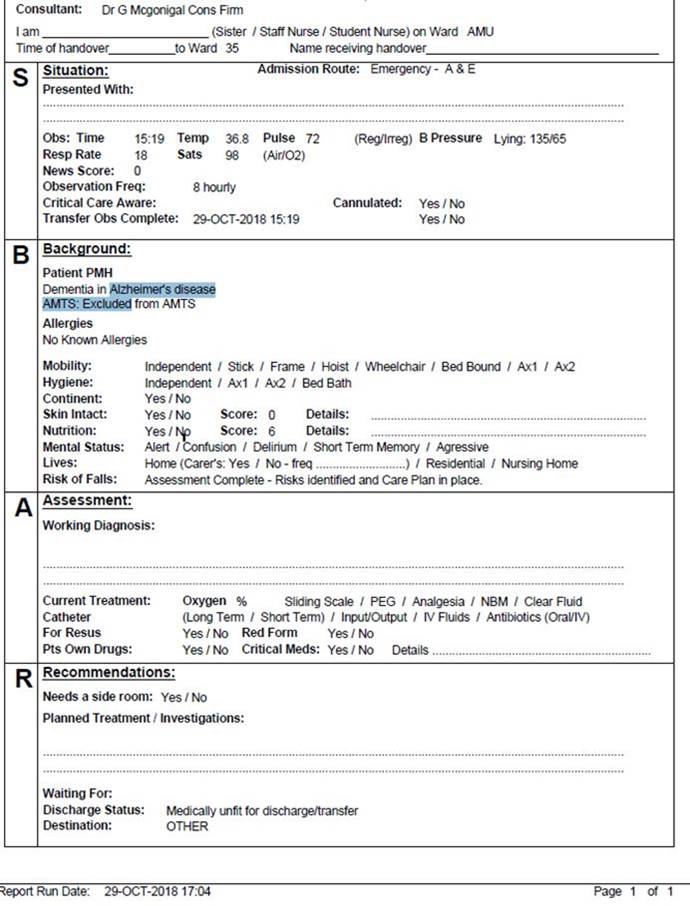 Consultant: Dr G Mcgonigal Cons Firm
I am ______________________ (Sister / Staff Nurse / Student Nurse) on Ward AMU
Time of handover____________to Ward 35 Name receiving handover______________________________
S Situation: Admission Route: Emergency - A & E
Presented With:
Obs: Time 15:19 Temp 36.8 Pulse 72 (Reg/Irreg) B Pressure Lying: 135/65
Resp Rate 18 Sats 98 (Air/O2)
News Score: 0
Observation Freq: 8 hourly
Critical Care Aware: Cannulated: Yes / No
Transfer Obs Complete: 29-OCT-2018 15:19 Yes / No
B Background:
Patient PMH
Dementia in Alzheimer's disease
AMTS: Excluded from AMTS
Allergies
No Known Allergies
Mobility: Independent / Stick / Frame / Hoist / Wheelchair / Bed Bound / Ax1 / Ax2
Hygiene: Independent / Ax1 / Ax2 / Bed Bath
Continent: Yes / No
Skin Intact: Yes / No Score: 0 Details:
Nutrition: Yes / No Score: 6 Details:
Mental Status: Alert / Confusion / Delirium / Short Term Memory / Agressive
Lives: Home (Carer's: Yes / No - freq ............................) / Residential / Nursing Home
Risk of Falls: Assessment Complete - Risks identified and Care Plan in place.
A Assessment:
Working Diagnosis:
Current Treatment: Oxygen % Sliding Scale / PEG / Analgesia / NBM / Clear Fluid
Catheter (Long Term / Short Term) / Input/Output / IV Fluids / Antibiotics (Oral/IV)
For Resus Yes / No Red Form Yes / No
Pts Own Drugs: Yes / No Critical Meds: Yes / No Details
R Recommendations:
Needs a side room: Yes / No
Planned Treatment / Investigations:
Waiting For:
Discharge Status: Medically unfit for discharge/transfer
Destination: OTHER
Report Run Date: 29-OCT-2018 17:04 Page 1 of 1